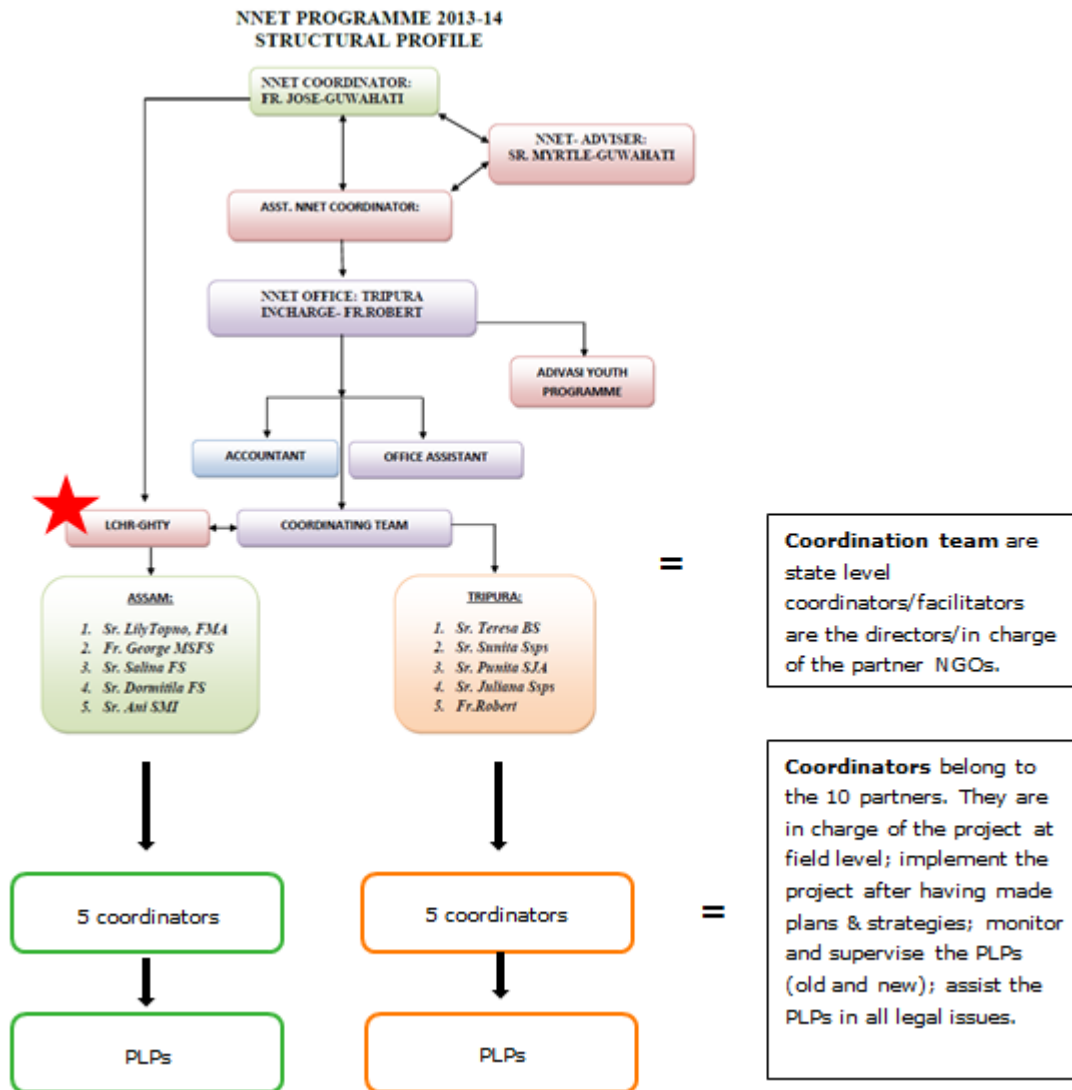 NNET PROGRAMME 2013-14
STRUCTURAL PROFILE
NNET COORDINATOR:
FR. JOSE-GUWAHATI
NNET- ADVISER:
SR. MYRTLE-GUWAHATI
ASST. NNET COORDINATOR:
NNET OFFICE: TRIPURA
INCHARGE- FR.ROBERT
ADIVASI YOUTH
PROGRAMME
ACCOUNTANT
OFFICE ASSISTANT
LCHR-GHTY
COORDINATING TEAM
ASSAM:
1. Sr. LilyTopno, FMA
2. Fr. George MSFS
3. Sr. Salina FS
4. Sr. Dormitila FS
5. Sr. Ani SMI
TRIPURA:
1. Sr. Teresa BS
2. Sr. Sunita Ssps
3. Sr. Punita SJA
4. Sr. Juliana Ssps
5. Fr.Robert
=
Coordination team are
state level
coordinators/facilitators
are the directors/in charge
of the partner NGOs.
5 coordinators
5 coordinators
=
Coordinators belong to
the 10 partners. They are
in charge of the project at
field level; implement the
project after having made
plans & strategies; monitor
and supervise the PLPs
(old and new); assist the
PLPs in all legal issues.
PLPs
PLPs